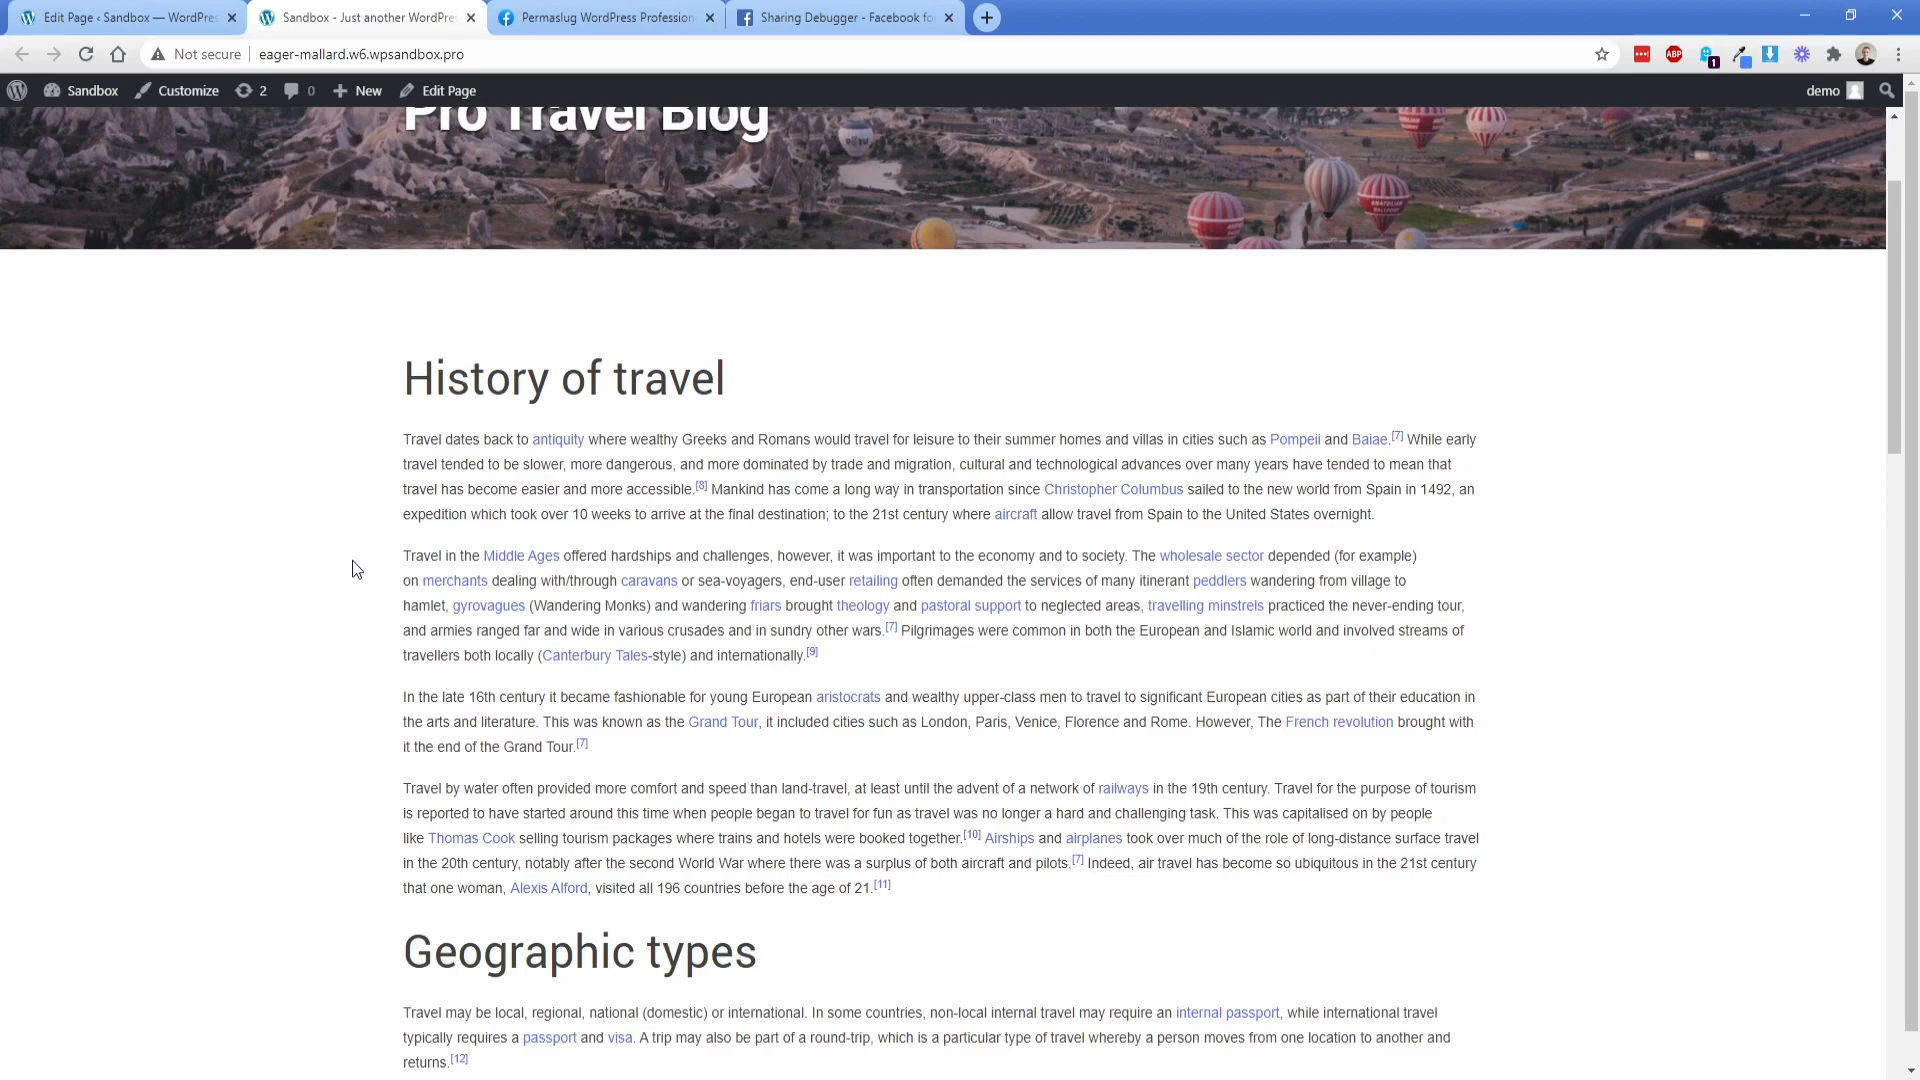 Edit Page ‹ Sandbox — WordPre
Sandbox - Just another WordPre
Permaslug WordPress Profession
Sharing Debugger - Facebook fo
Not secure
eager-mallard.w6.wpsandbox.pro
ABP
1
Sandbox
Customize
2
0
New
Edit Page
demo
Pro Travel Blog
History of travel
Travel dates back to antiquity where wealthy Greeks and Romans would travel for leisure to their summer homes and villas in cities such as Pompeii and Baiae.[7] While early
travel tended to be slower, more dangerous, and more dominated by trade and migration, cultural and technological advances over many years have tended to mean that
travel has become easier and more accessible.[8] Mankind has come a long way in transportation since Christopher Columbus sailed to the new world from Spain in 1492, an
expedition which took over 10 weeks to arrive at the final destination; to the 21st century where aircraft allow travel from Spain to the United States overnight.
Travel in the Middle Ages offered hardships and challenges, however, it was important to the economy and to society. The wholesale sector depended (for example)
on merchants dealing with/through caravans or sea-voyagers, end-user retailing often demanded the services of many itinerant peddlers wandering from village to
hamlet, gyrovagues (Wandering Monks) and wandering friars brought theology and pastoral support to neglected areas, travelling minstrels practiced the never-ending tour,
and armies ranged far and wide in various crusades and in sundry other wars.[7] Pilgrimages were common in both the European and Islamic world and involved streams of
travellers both locally (Canterbury Tales-style) and internationally.[9]
In the late 16th century it became fashionable for young European aristocrats and wealthy upper-class men to travel to significant European cities as part of their education in
the arts and literature. This was known as the Grand Tour, it included cities such as London, Paris, Venice, Florence and Rome. However, The French revolution brought with
it the end of the Grand Tour.[7]
Travel by water often provided more comfort and speed than land-travel, at least until the advent of a network of railways in the 19th century. Travel for the purpose of tourism
is reported to have started around this time when people began to travel for fun as travel was no longer a hard and challenging task. This was capitalised on by people
like Thomas Cook selling tourism packages where trains and hotels were booked together.[10] Airships and airplanes took over much of the role of long-distance surface travel
in the 20th century, notably after the second World War where there was a surplus of both aircraft and pilots.[7] Indeed, air travel has become so ubiquitous in the 21st century
that one woman, Alexis Alford, visited all 196 countries before the age of 21.[11]
Geographic types
Travel may be local, regional, national (domestic) or international. In some countries, non-local internal travel may require an internal passport, while international travel
typically requires a passport and visa. A trip may also be part of a round-trip, which is a particular type of travel whereby a person moves from one location to another and
returns.[12]